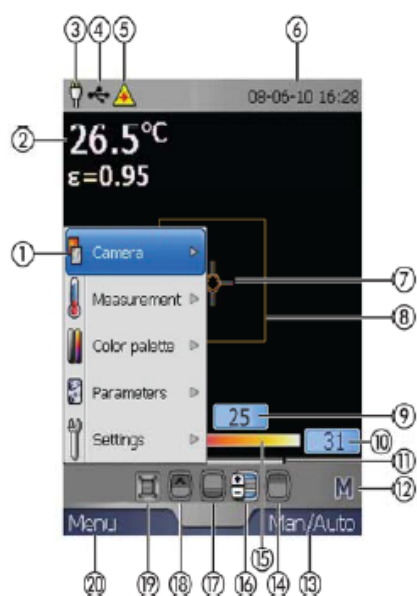 ③ ④ ⑤ ⑥
08-06-10 16:28
② 26.5°C
ε=0.95
① Camera
⑦
Measurement
⑧
Color palette
Parameters
25 ⑨
Settings
31 ⑩
⑪
M ⑫
Menu
Man/Auto
⑳ ⑲ ⑱ ⑰ ⑯ ⑮ ⑭ ⑬